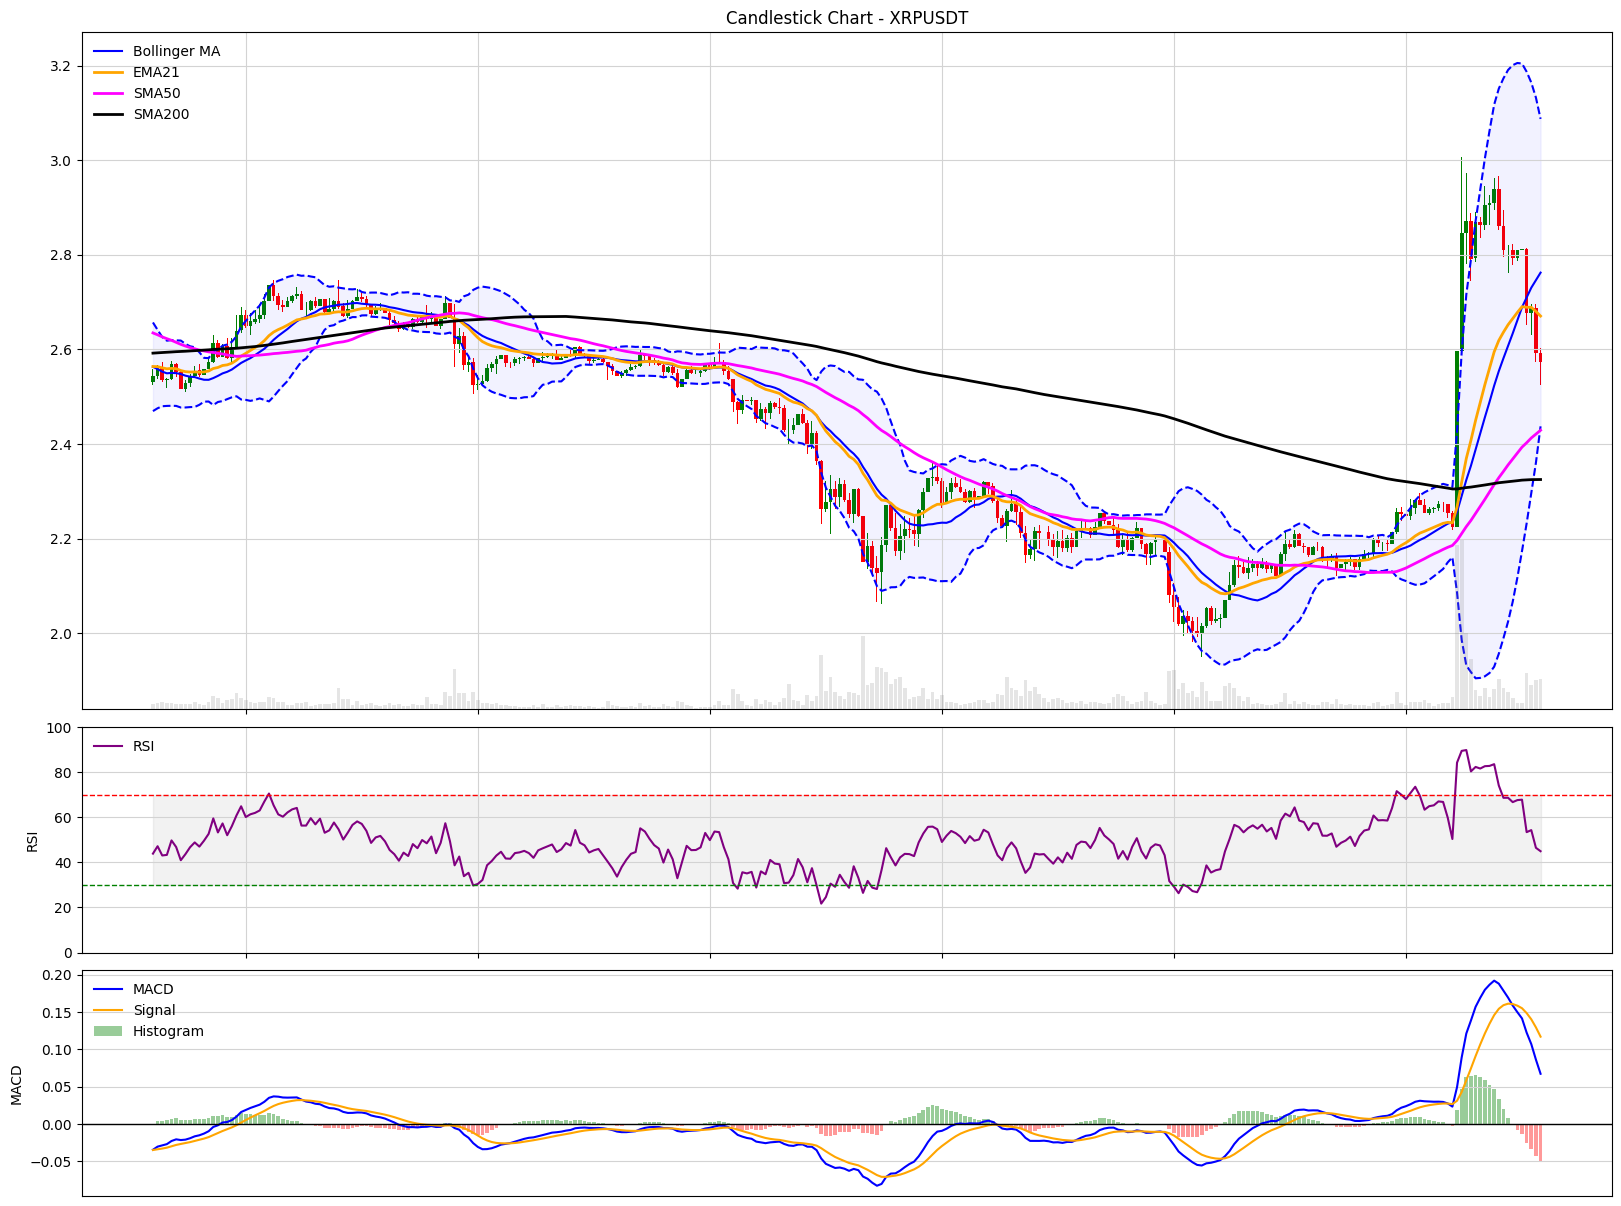 Candlestick Chart - XRPUSDT
Bollinger MA
EMA21
SMA50
SMA200
3.2
3.0
2.8
2.6
2.4
2.2
2.0
RSI
RSI
100
80
60
40
20
0
MACD
Signal
Histogram
MACD
0.20
0.15
0.10
0.05
0.00
−0.05